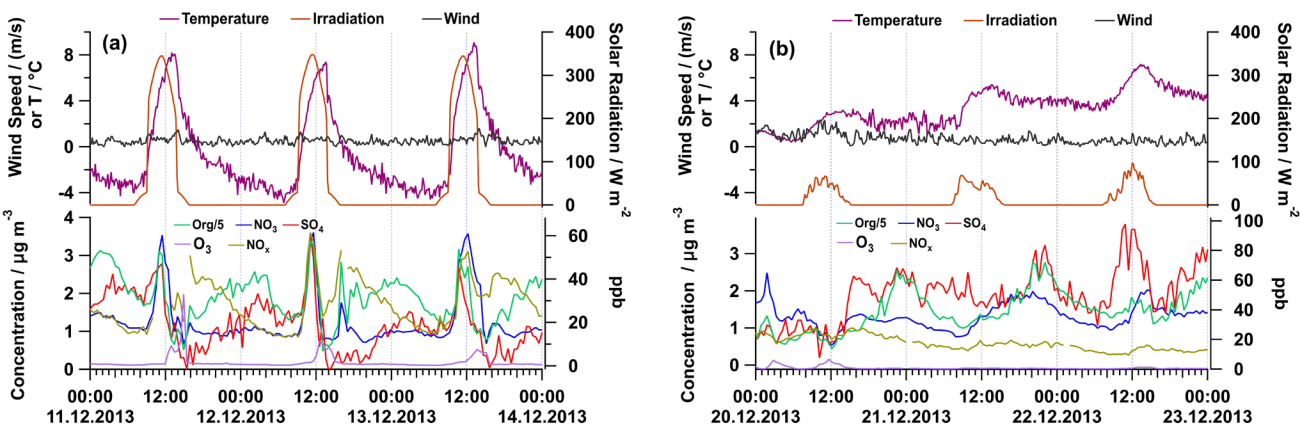 Temperature Irradiation Wind
(a)
Wind Speed / (m/s)
or T / °C
8
4
0
-4
400
300
200
100
0
Solar Radiation / W m-2
Org/5 NO3 SO4
O3 NOx
Concentration / µg m-3
4
3
2
1
0
60
40
20
0
ppb
00:00 12:00 00:00 12:00 00:00 12:00 00:00
11.12.2013 12.12.2013 13.12.2013 14.12.2013
Temperature Irradiation Wind
(b)
Wind Speed / (m/s)
or T / °C
8
4
0
-4
400
300
200
100
0
Solar Radiation / W m-2
Org/5 NO3 SO4
O3 NOx
Concentration / µg m-3
3
2
1
0
100
80
60
40
20
0
ppb
00:00 12:00 00:00 12:00 00:00 12:00 00:00
20.12.2013 21.12.2013 22.12.2013 23.12.2013